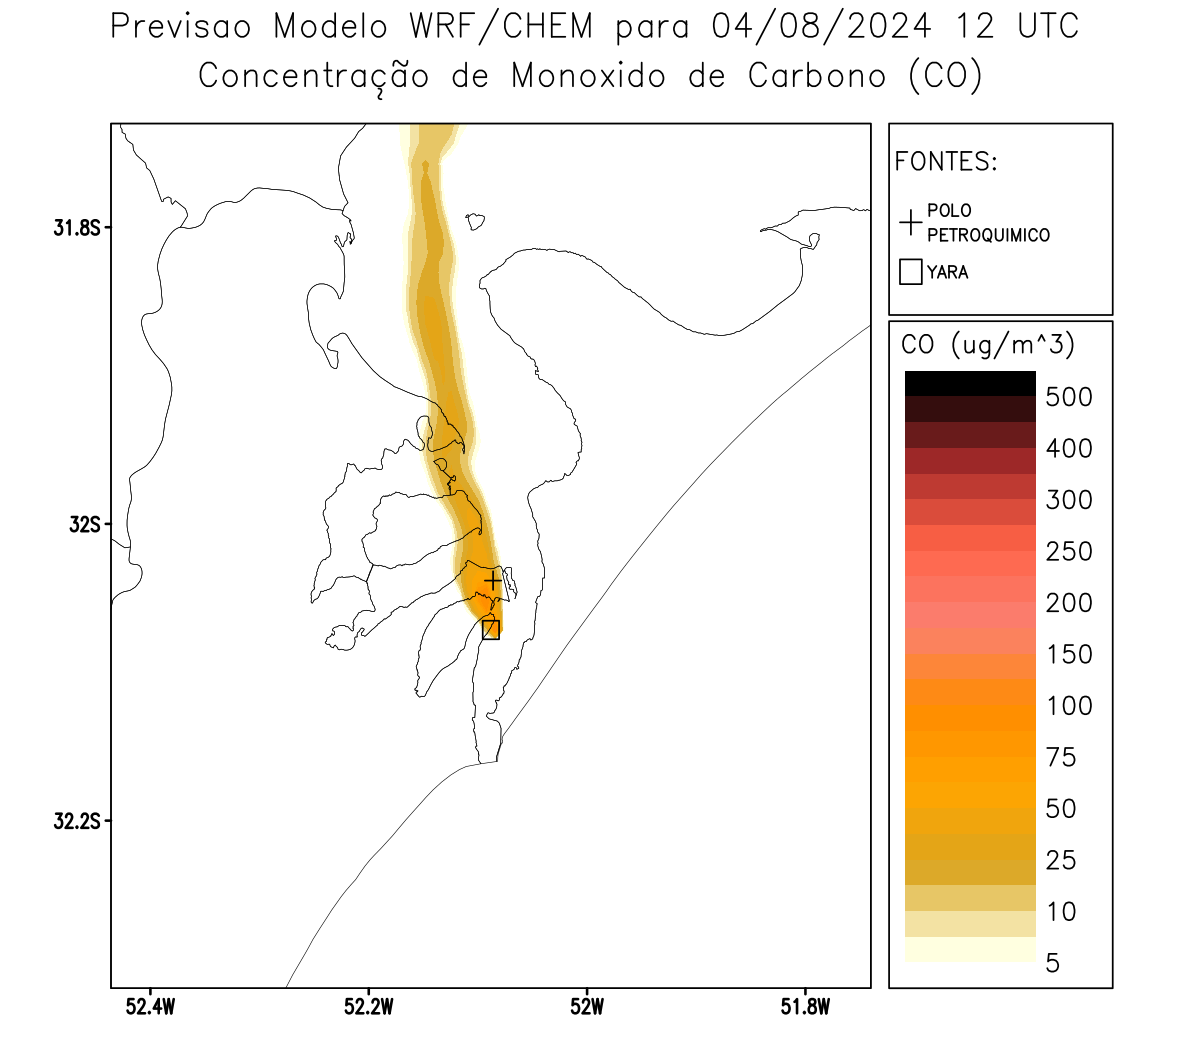 Previsao Modelo WRF/CHEM para 04/08/2024 12 UTC
Concentração de Monoxido de Carbono (CO)
FONTES:
POLO
PETROQUIMICO
YARA
CO (ug/m^3)
500
400
300
250
200
150
100
75
50
25
10
5
31.8S
32S
32.2S
52.4W
52.2W
52W
51.8W